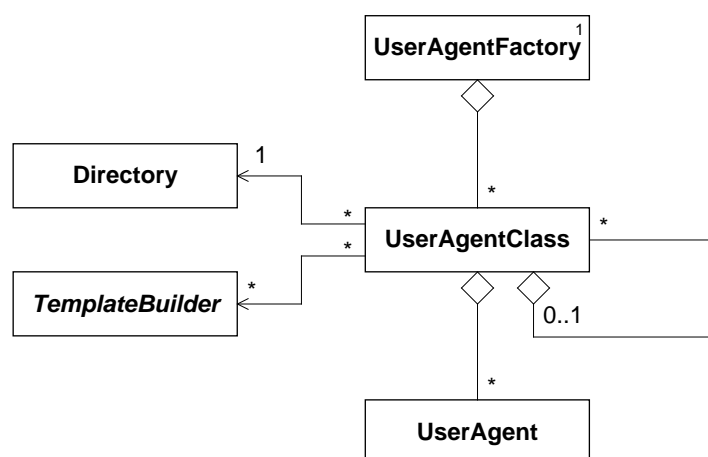 UserAgentFactory 1
Directory
1
*
*
UserAgentClass
*
*
TemplateBuilder
*
0..1
*
UserAgent